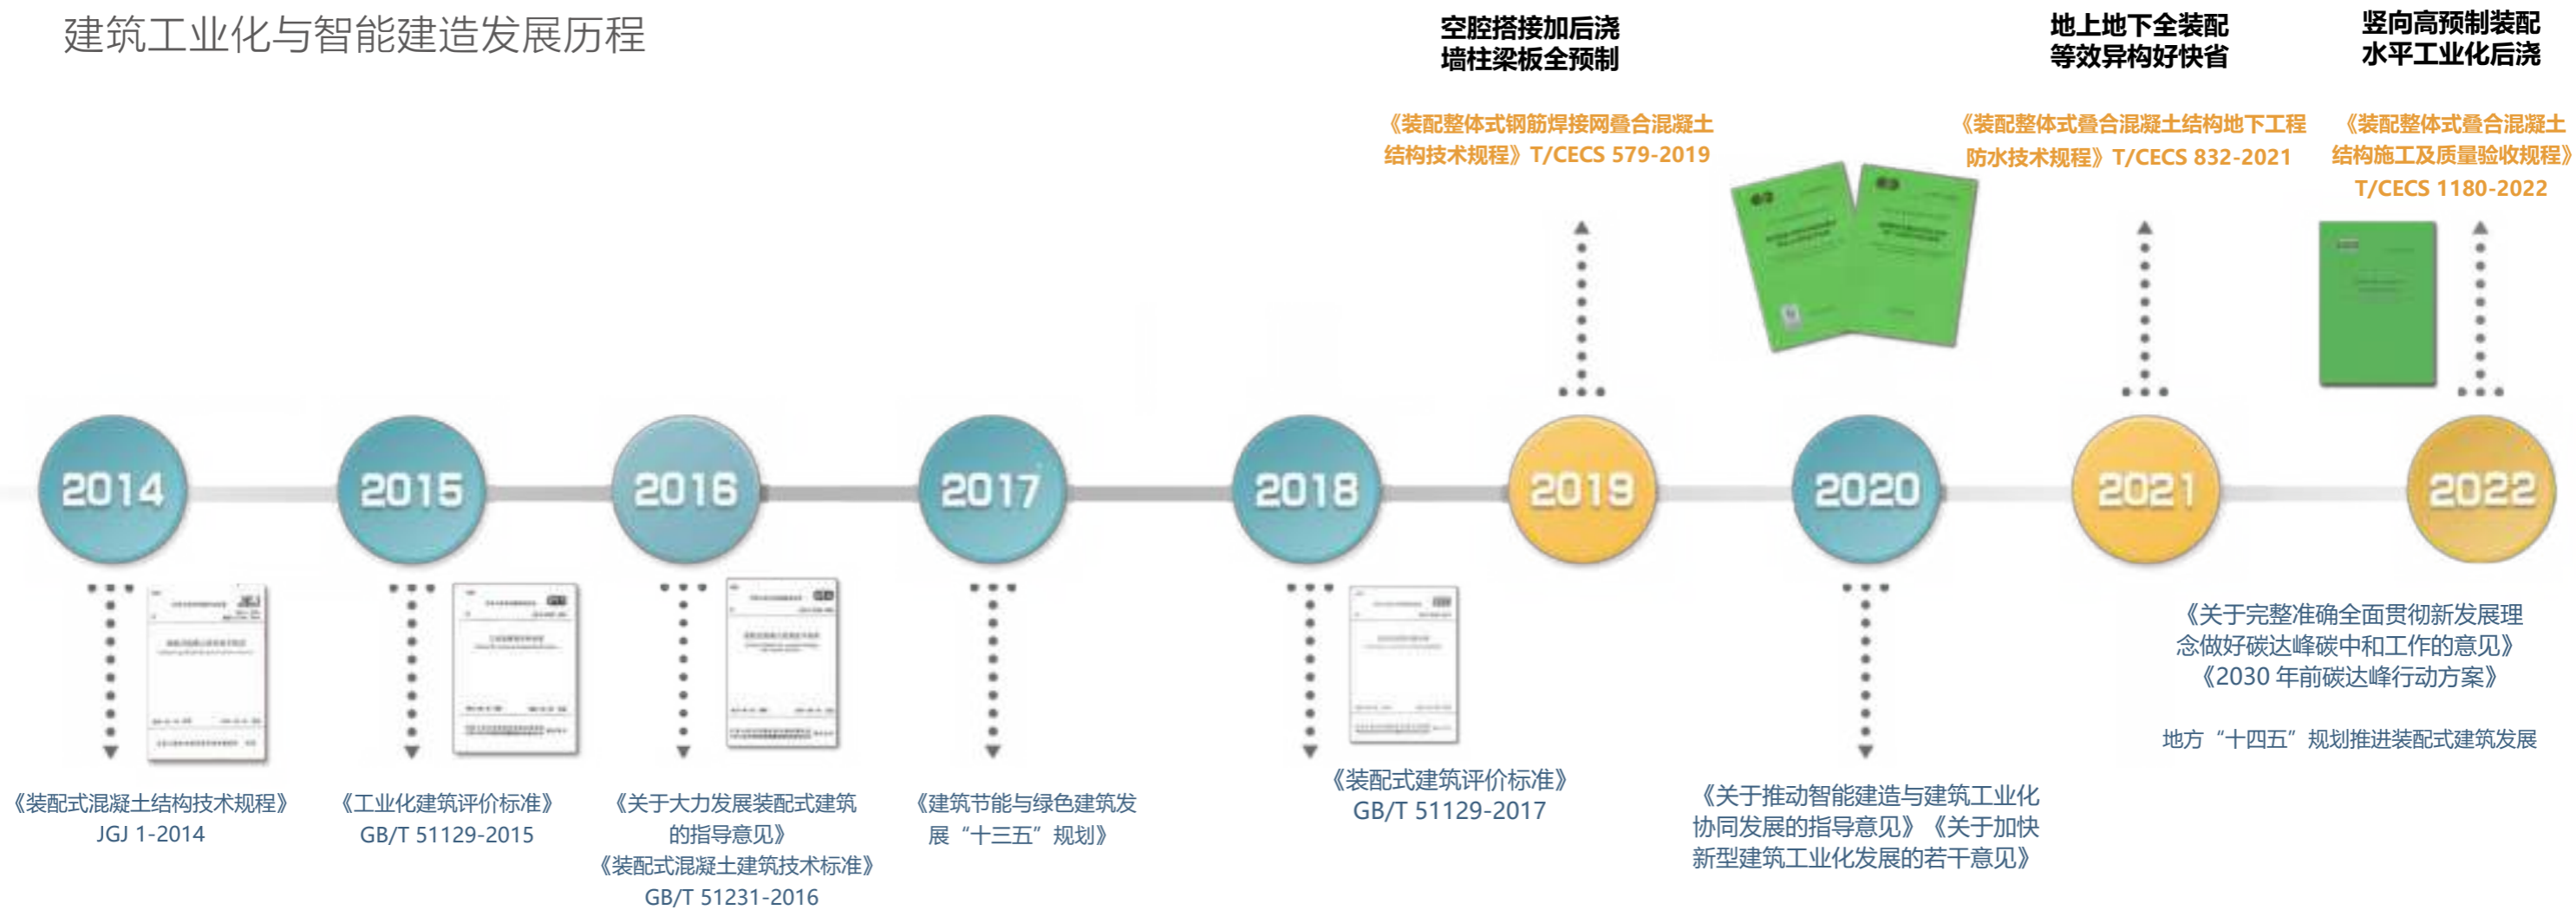 建筑工业化与智能建造发展历程
空腔搭接加后浇
墙柱梁板全预制
地上地下全装配
等效异构好快省
竖向高预制装配
水平工业化后浇
《装配整体式钢筋焊接网叠合混凝土
结构技术规程》T/CECS 579-2019
《装配整体式叠合混凝土结构地下工程
防水技术规程》T/CECS 832-2021
《装配整体式叠合混凝土
结构施工及质量验收规程》
T/CECS 1180-2022
2014
2015
2016
2017
2018
2019
2020
2021
2022
《装配式混凝土结构技术规程》
JGJ 1-2014
《工业化建筑评价标准》
GB/T 51129-2015
《关于大力发展装配式建筑
的指导意见》
《装配式混凝土建筑技术标准》
GB/T 51231-2016
《建筑节能与绿色建筑发
展“十三五”规划》
《装配式建筑评价标准》
GB/T 51129-2017
《关于推动智能建造与建筑工业化
协同发展的指导意见》《关于加快
新型建筑工业化发展的若干意见》
《关于完整准确全面贯彻新发展理
念做好碳达峰碳中和工作的意见》
《2030 年前碳达峰行动方案》
地方“十四五”规划推进装配式建筑发展